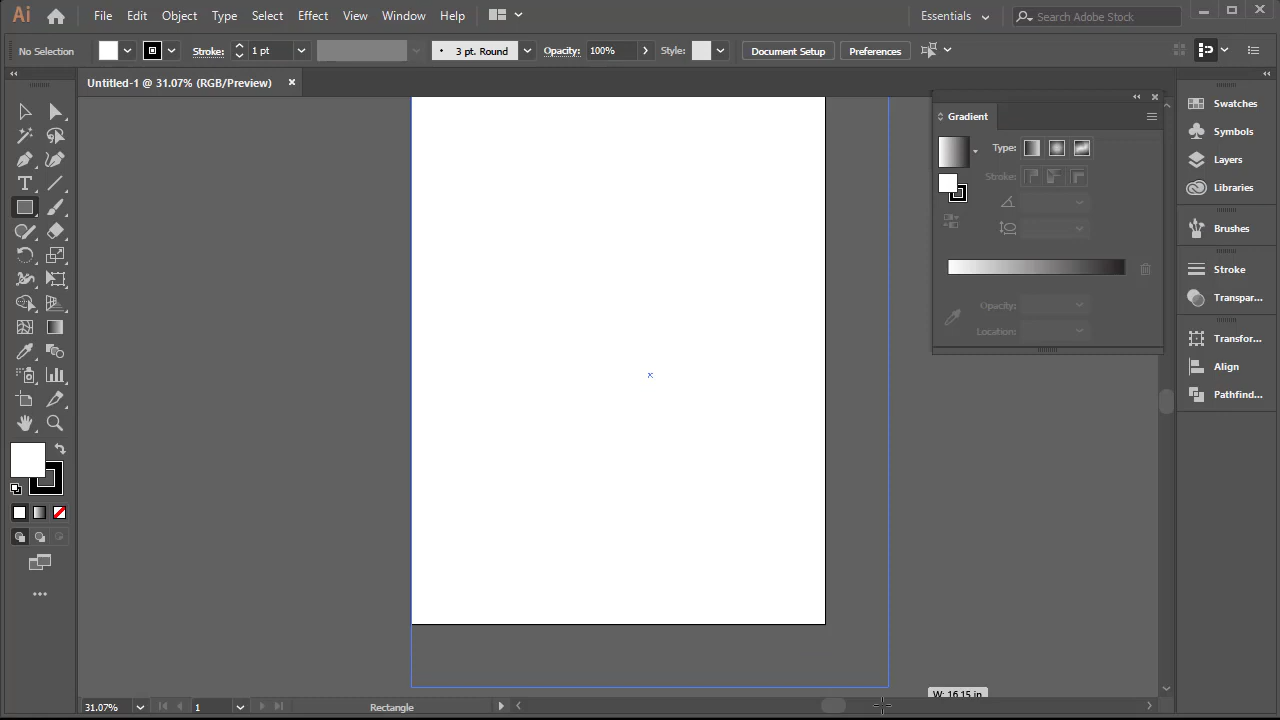 Ai File Edit Object Type Select Effect View Window Help Essentials Search Adobe Stock
No Selection Stroke: 1 pt 3 pt. Round Opacity: 100% Style: Document Setup Preferences
Untitled-1 @ 31.07% (RGB/Preview)
Gradient
Type:
Stroke:
Opacity:
Location:
Swatches
Symbols
Layers
Libraries
Brushes
Stroke
Transpar...
Transfor...
Align
Pathfind...
W: 16.15 in
31.07% 1 Rectangle